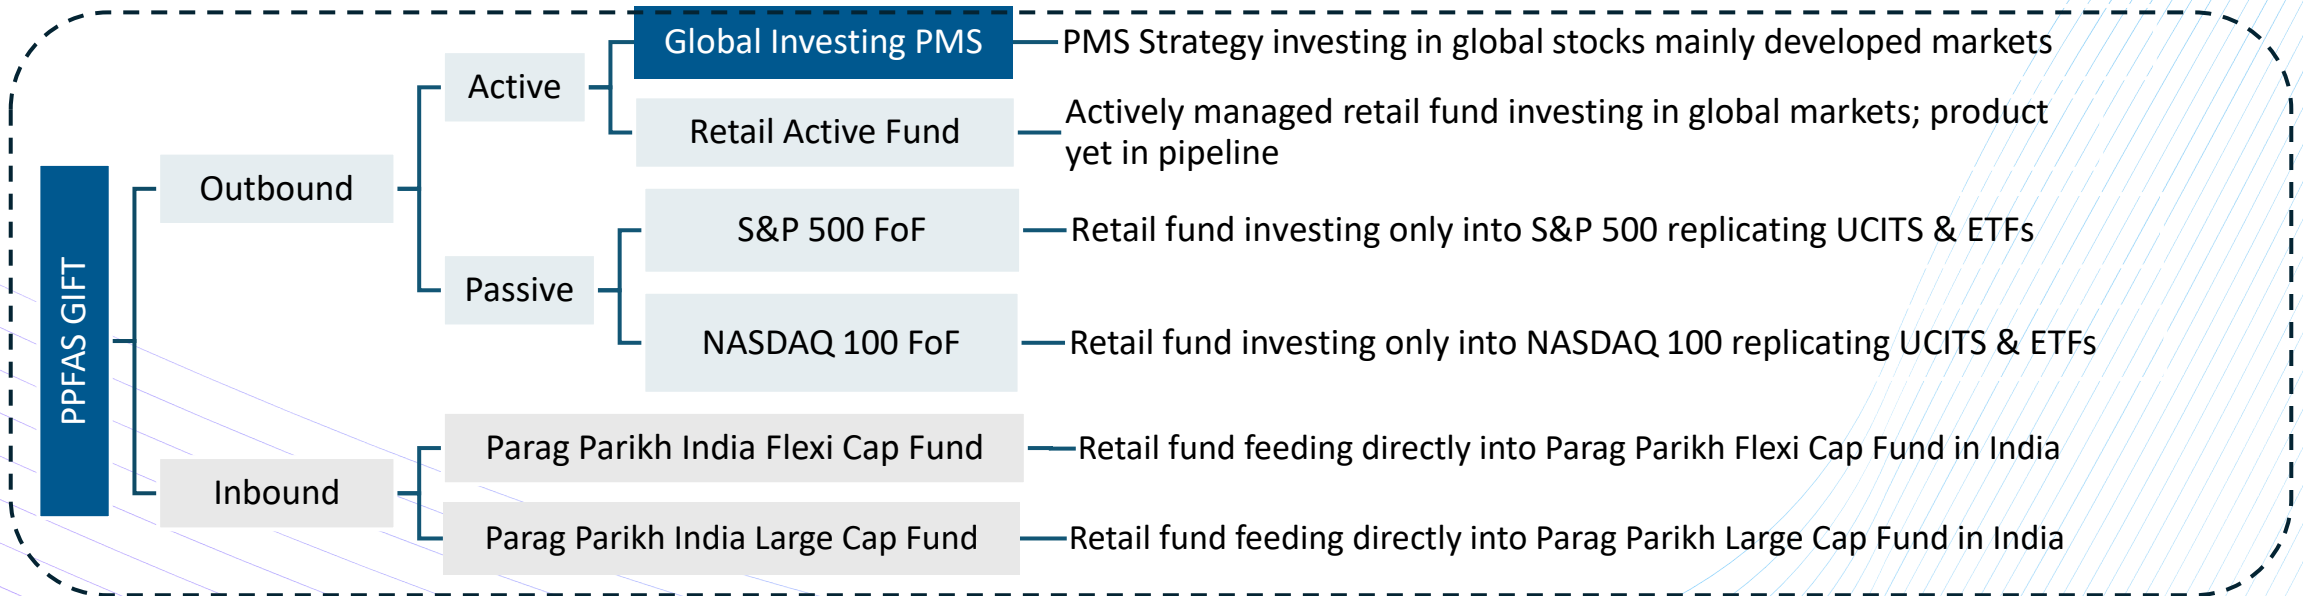 PPFAS GIFT
Outbound
Active
Global Investing PMS
PMS Strategy investing in global stocks mainly developed markets
Retail Active Fund
Actively managed retail fund investing in global markets; product
yet in pipeline
Passive
S&P 500 FoF
Retail fund investing only into S&P 500 replicating UCITS & ETFs
NASDAQ 100 FoF
Retail fund investing only into NASDAQ 100 replicating UCITS & ETFs
Inbound
Parag Parikh India Flexi Cap Fund
Retail fund feeding directly into Parag Parikh Flexi Cap Fund in India
Parag Parikh India Large Cap Fund
Retail fund feeding directly into Parag Parikh Large Cap Fund in India